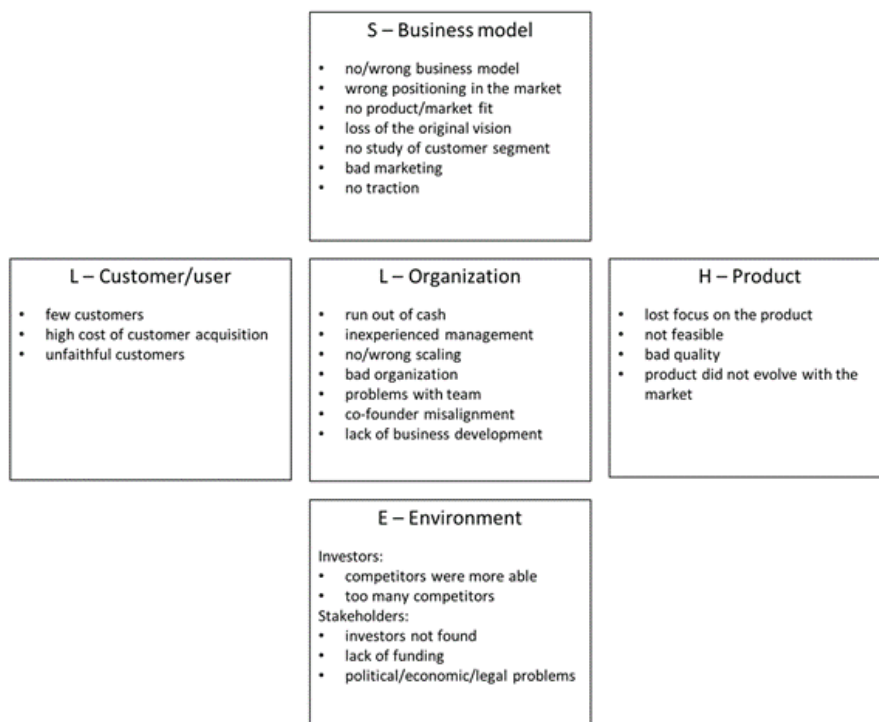 S – Business model
• no/wrong business model
• wrong positioning in the market
• no product/market fit
• loss of the original vision
• no study of customer segment
• bad marketing
• no traction
L – Customer/user
• few customers
• high cost of customer acquisition
• unfaithful customers
L – Organization
• run out of cash
• inexperienced management
• no/wrong scaling
• bad organization
• problems with team
• co-founder misalignment
• lack of business development
H – Product
• lost focus on the product
• not feasible
• bad quality
• product did not evolve with the
market
E – Environment
Investors:
• competitors were more able
• too many competitors
Stakeholders:
• investors not found
• lack of funding
• political/economic/legal problems